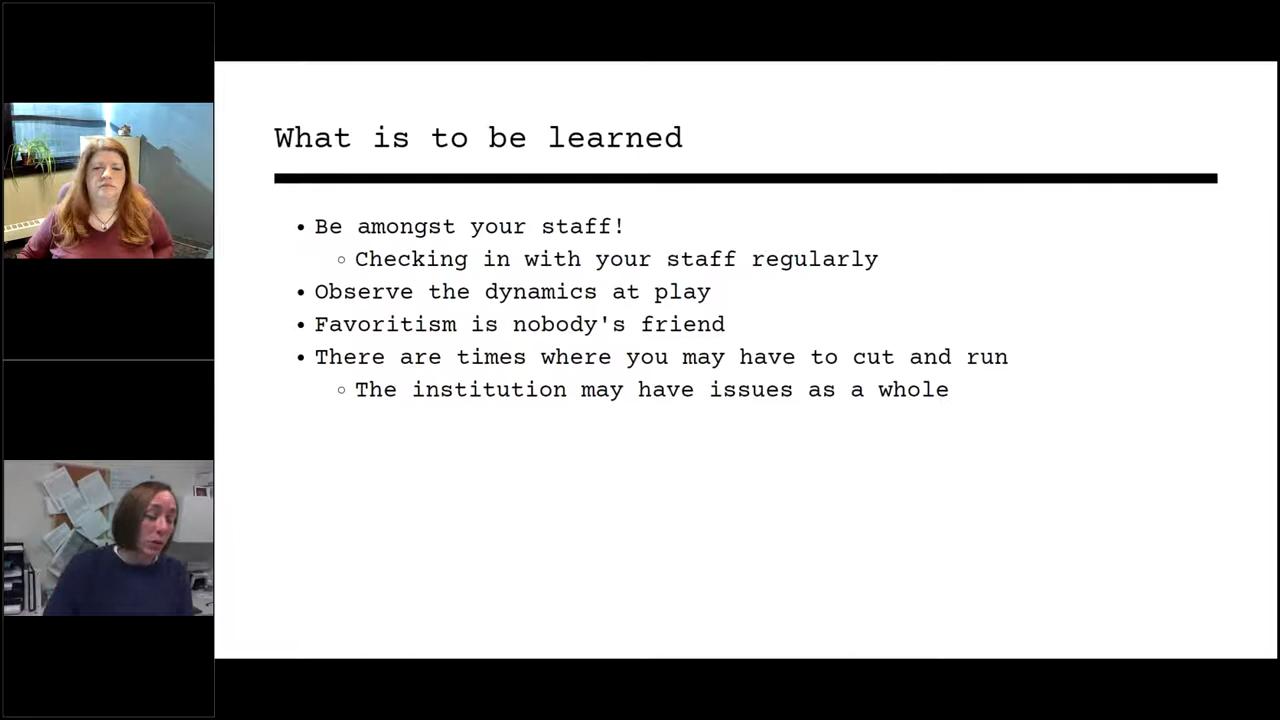 What is to be learned
• Be amongst your staff!
○ Checking in with your staff regularly
• Observe the dynamics at play
• Favoritism is nobody's friend
• There are times where you may have to cut and run
○ The institution may have issues as a whole